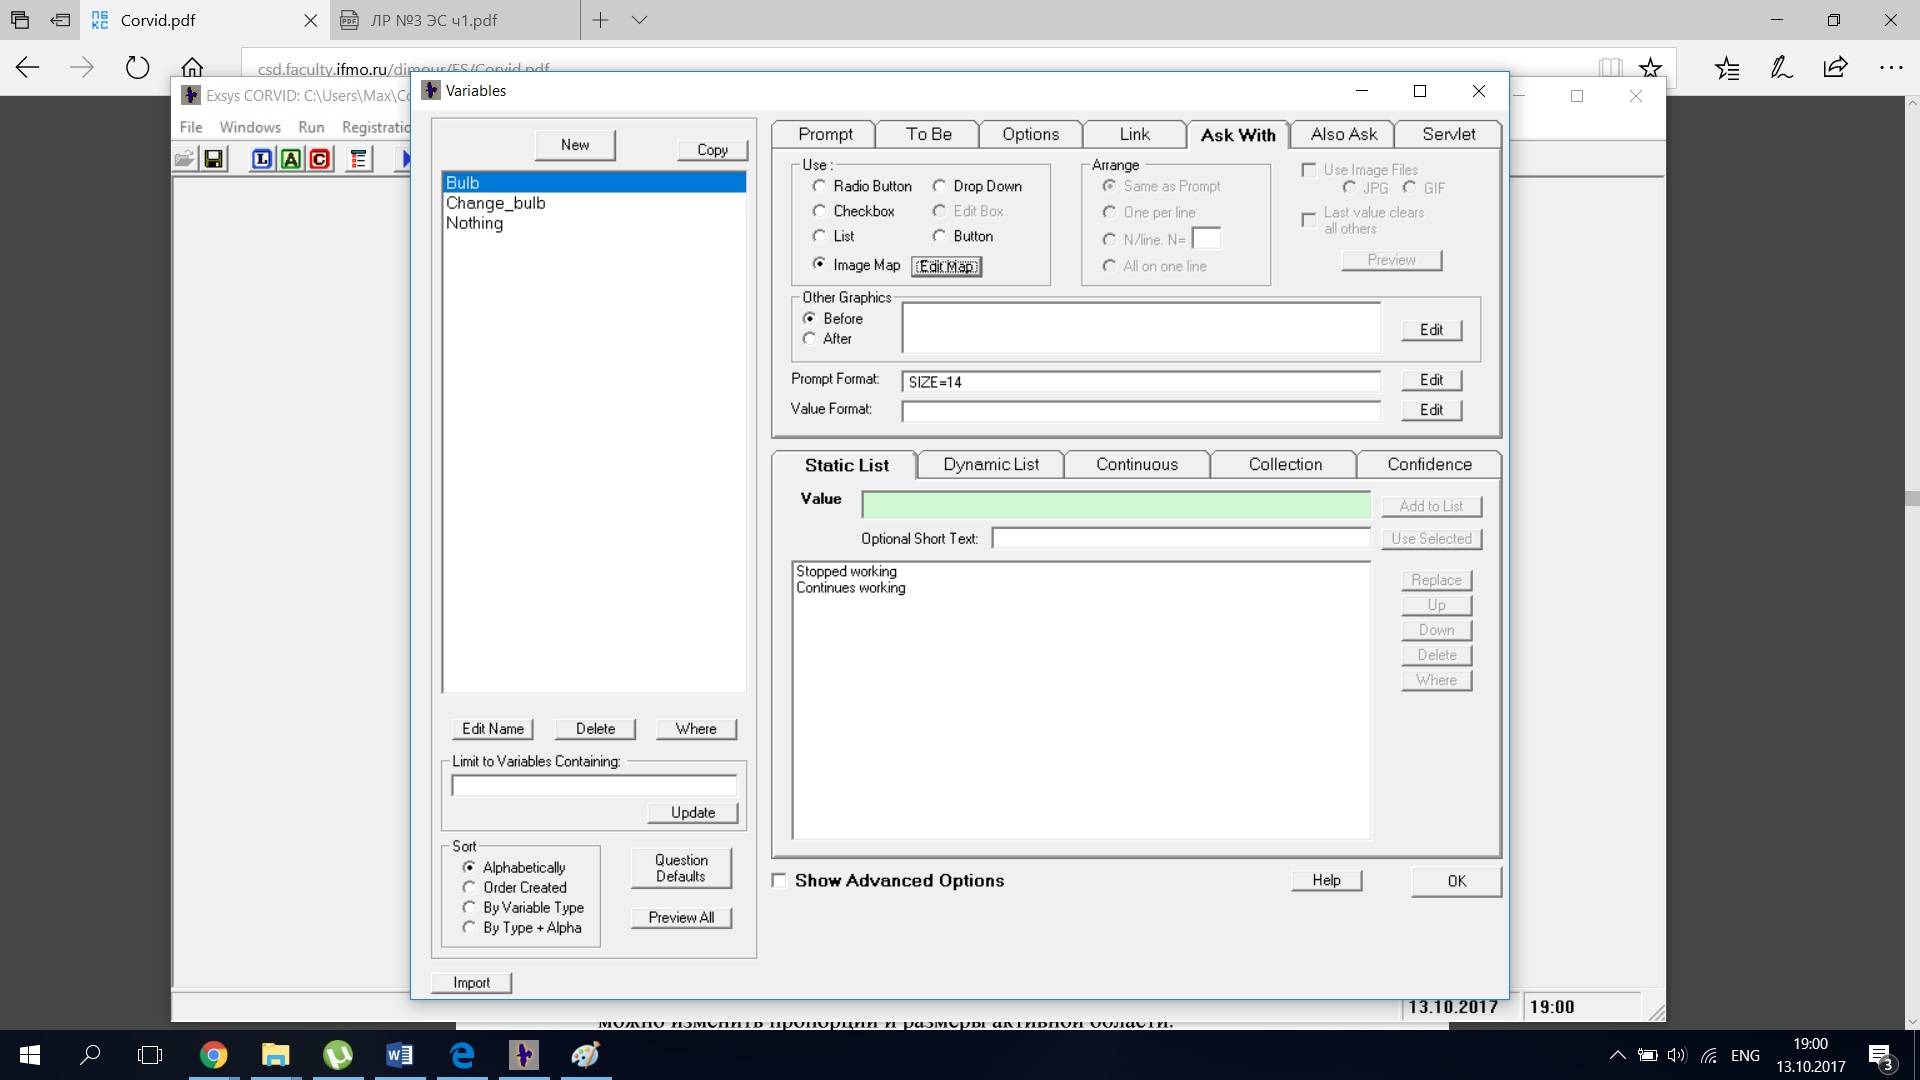 Corvid.pdf
ЛР №3 ЭС ч1.pdf
csd.faculty.ifmo.ru/dimour/ES/Corvid.pdf
Exsys CORVID: C:\Users\Max\Co
Variables
File Windows Run Registratio
New
Copy
Bulb
Change_bulb
Nothing
Edit Name Delete Where
Limit to Variables Containing:
Update
Sort
Alphabetically
Order Created
By Variable Type
By Type + Alpha
Question Defaults
Preview All
Import
Prompt To Be Options Link Ask With Also Ask Servlet
Use :
Radio Button Drop Down
Checkbox Edit Box
List Button
Image Map Edit Map
Arrange
Same as Prompt
One per line
N/line. N=
All on one line
Use Image Files
JPG GIF
Last value clears
all others
Preview
Other Graphics
Before
After
Edit
Prompt Format: SIZE=14 Edit
Value Format: Edit
Static List Dynamic List Continuous Collection Confidence
Value
Add to List
Optional Short Text:
Use Selected
Stopped working
Continues working
Replace
Up
Down
Delete
Where
Show Advanced Options
Help
OK
13.10.2017 19:00
можно изменить пропорции и размеры активной области.
ENG
19:00
13.10.2017
3